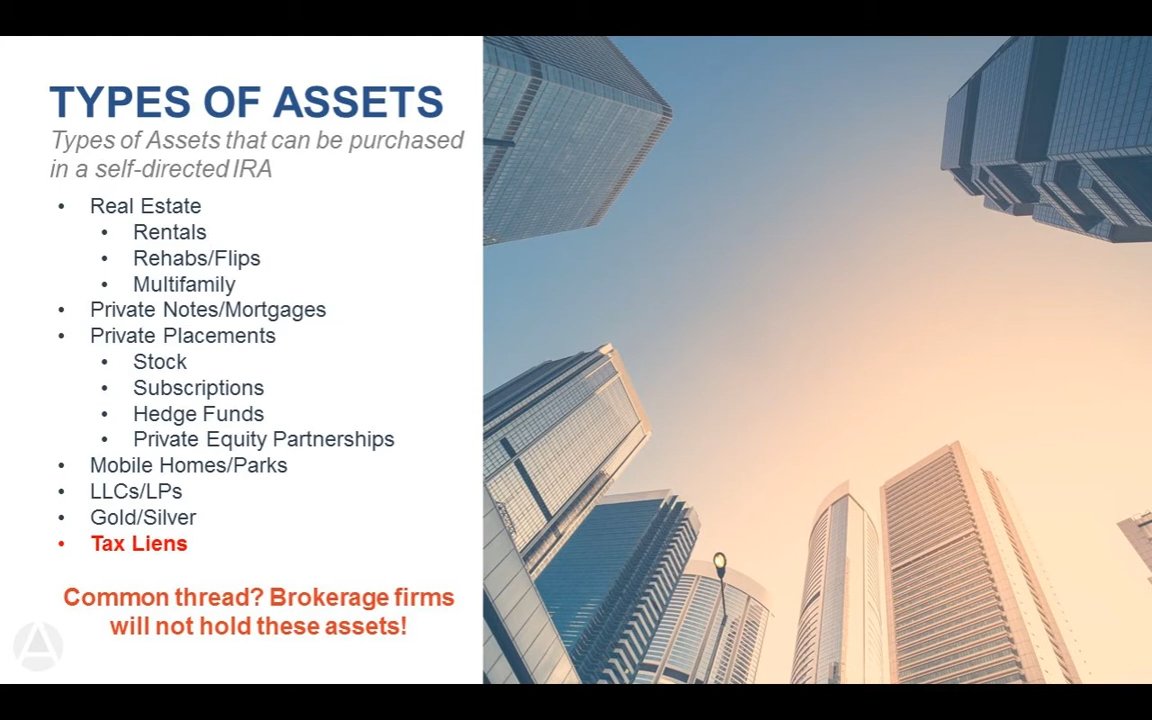 TYPES OF ASSETS
Types of Assets that can be purchased
in a self-directed IRA
• Real Estate
• Rentals
• Rehabs/Flips
• Multifamily
• Private Notes/Mortgages
• Private Placements
• Stock
• Subscriptions
• Hedge Funds
• Private Equity Partnerships
• Mobile Homes/Parks
• LLCs/LPs
• Gold/Silver
• Tax Liens
Common thread? Brokerage firms
will not hold these assets!